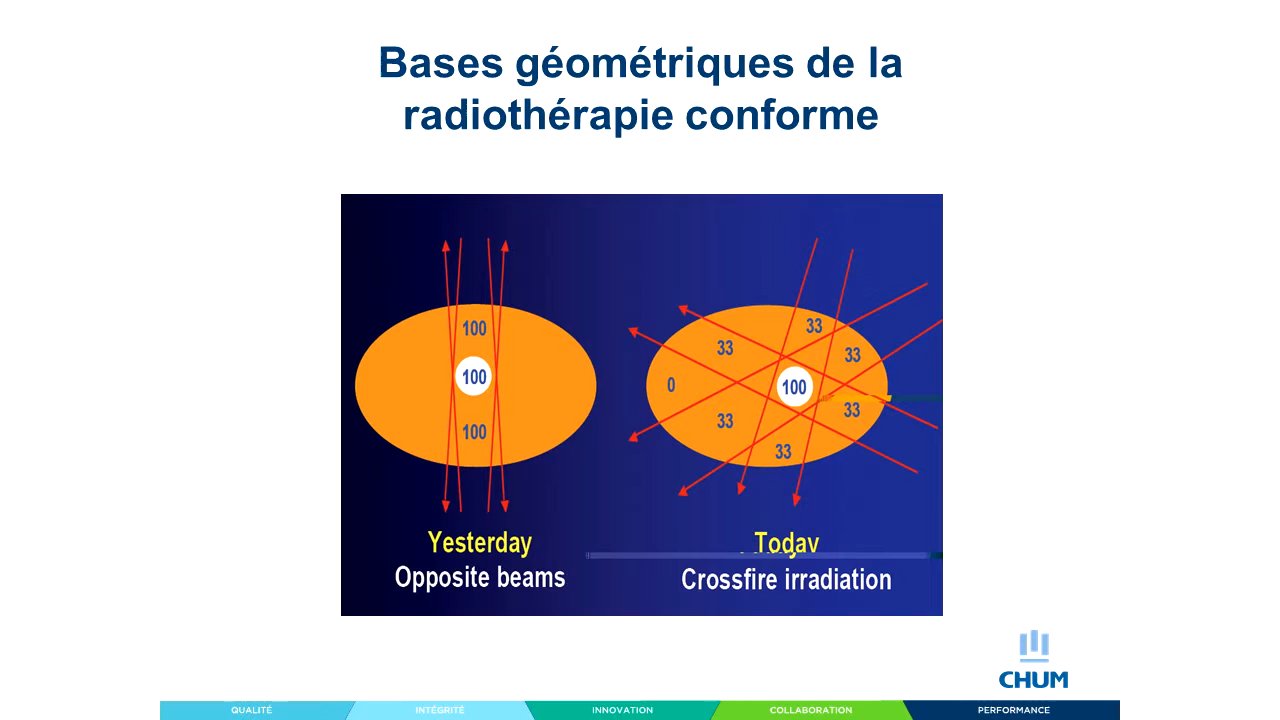 Bases géométriques de la
radiothérapie conforme
100
100
100
Yesterday
Opposite beams
33
33
33
0
100
33
33
33
Today
Crossfire irradiation
CHUM
QUALITÉ
INTÉGRITÉ
INNOVATION
COLLABORATION
PERFORMANCE